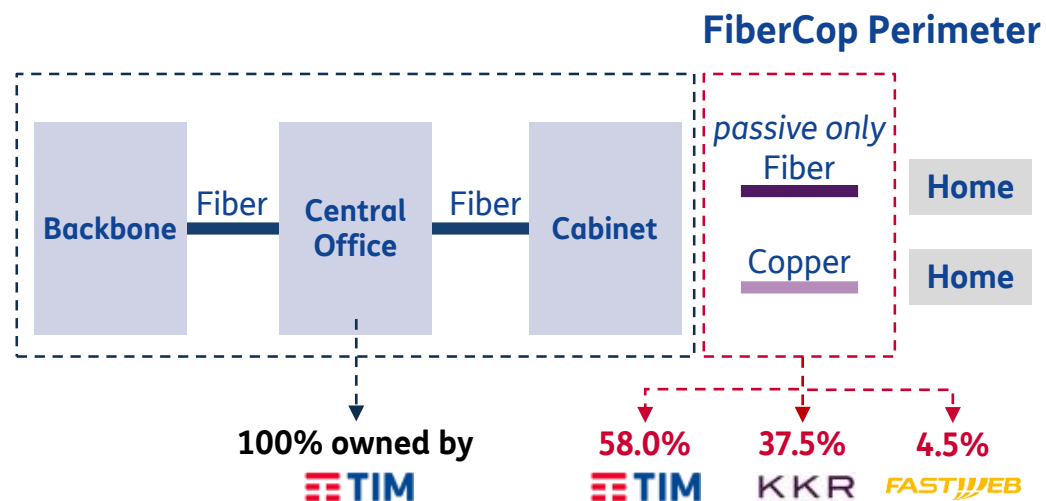 FiberCop Perimeter
passive only
Fiber
Fiber
Fiber
Home
Backbone
Central
Office
Cabinet
Copper
Home
100% owned by
58.0%
37.5%
4.5%
TIM
TIM
KKR
FASTWEB